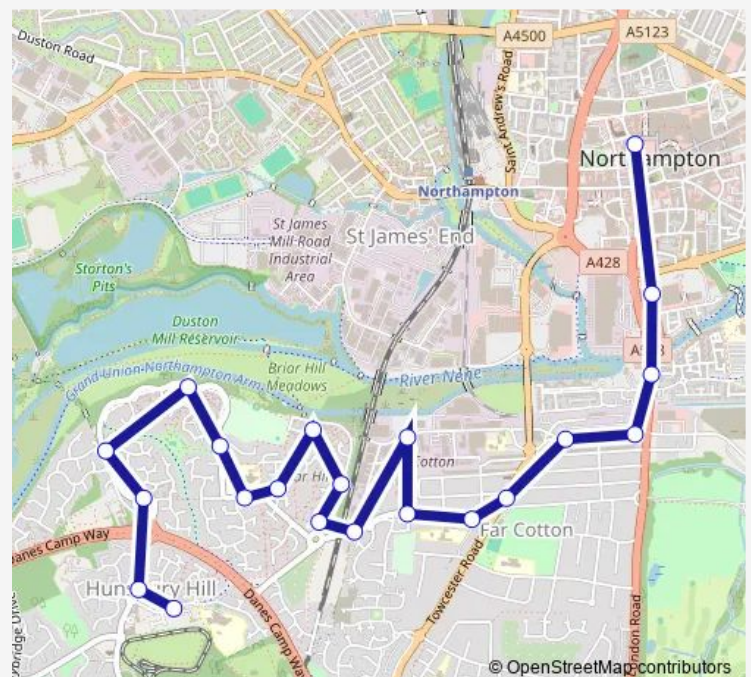 A4500
A5123
Duston Road
Saint Andrew's Road
Northampton
Northampton
St James
Mill Road
Industrial
Area
St James' End
A428
Storton's
Pits
Duston
Mill Reservoir
Briar Hill
Meadows
River Nene
Grand Union Northampton Arm
Cotton
Far Cotton
Danes Camp Way
Hunsbury Hill
Danes Camp Way
Towcester Road
London Road
© OpenStreetMap contributors